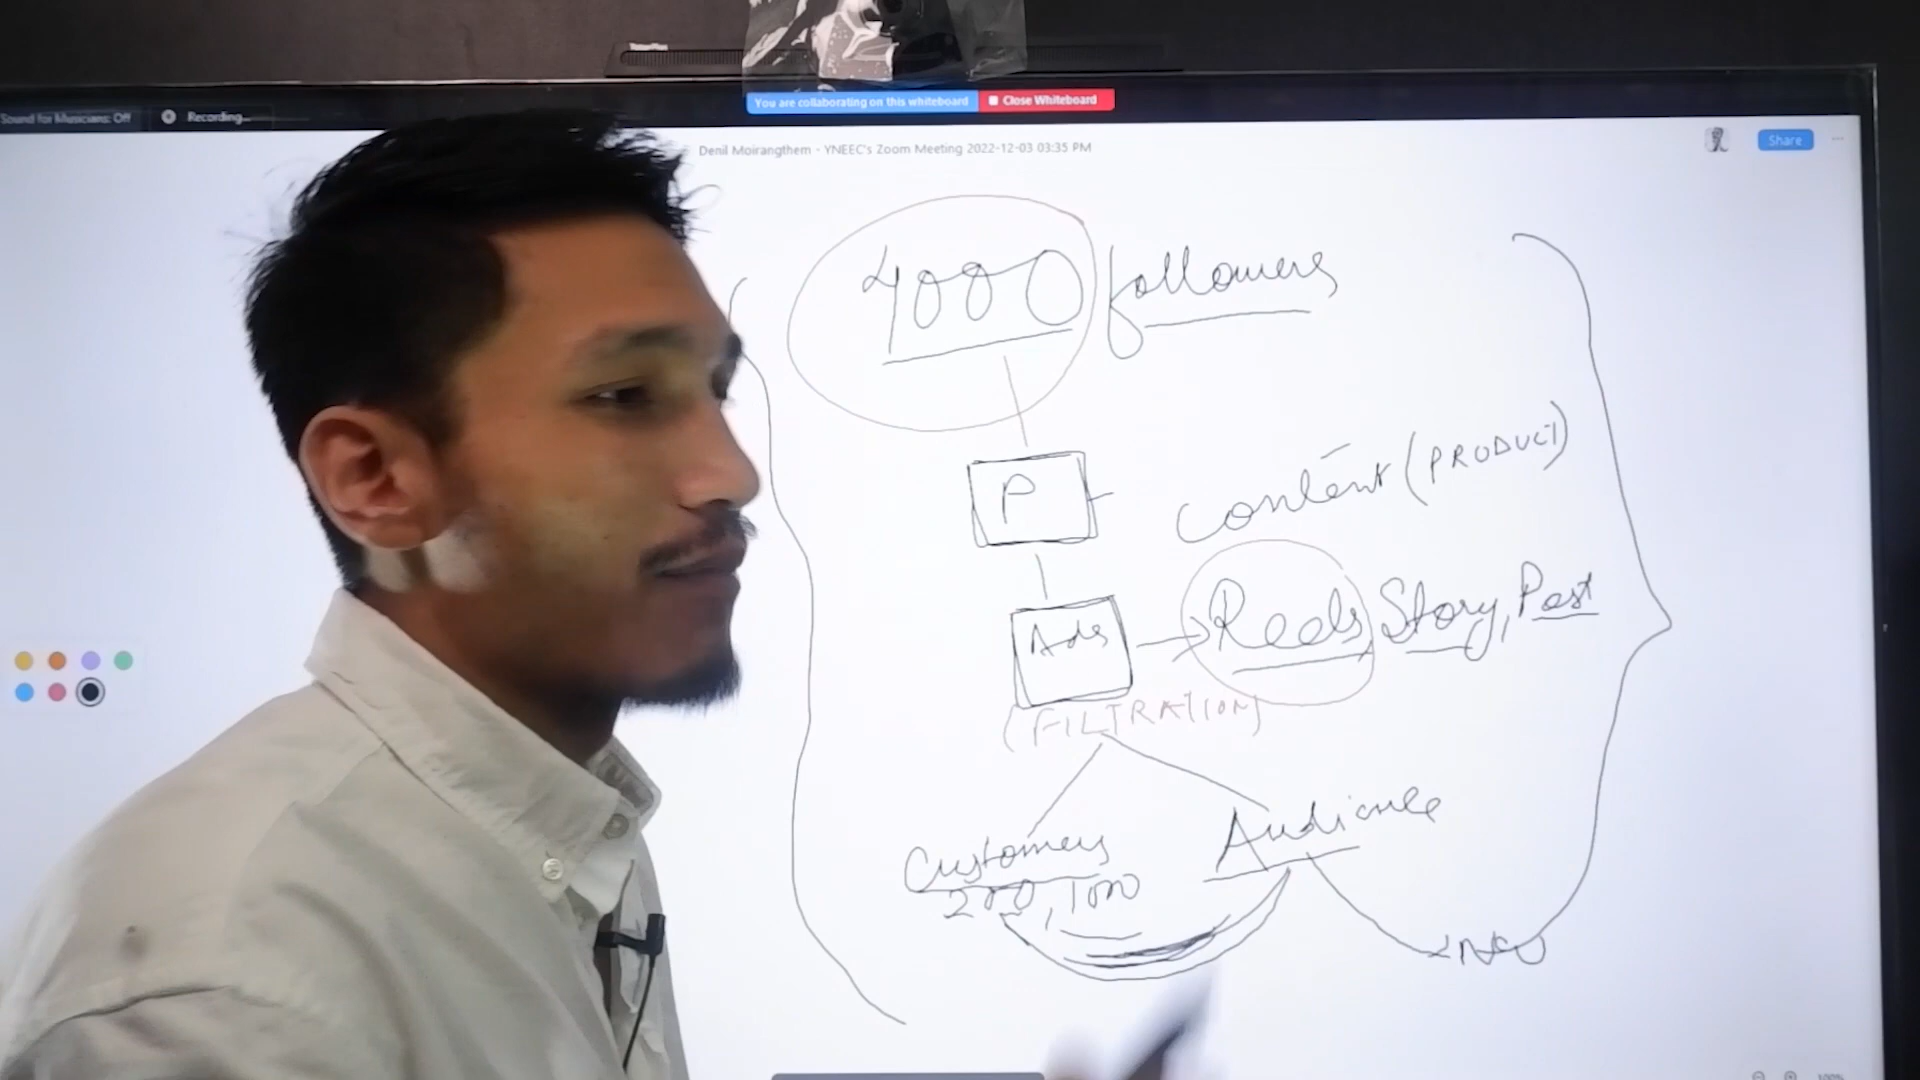 You are collaborating on this whiteboard Close Whiteboard
Sound for Musicians: Off Recording...
Denil Moirangthem - YNEEC's Zoom Meeting 2022-12-03 03:35 PM
Share
4000 followers
P content (PRODUCT)
Ads Reels Story, Post
(FILTRATION)
Customers Audience
200, 1000
100%